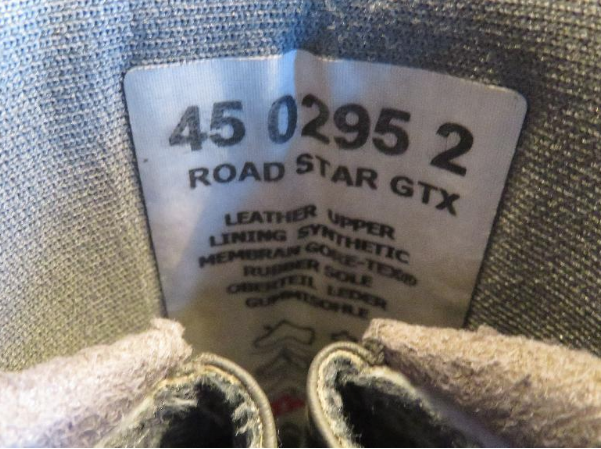 45 0295 2
ROAD STAR GTX
LEATHER UPPER
LINING SYNTHETIC
MEMBRAN GORE-TEX®
RUBBER SOLE
OBERTEIL LEDER
GUMMISOHLE